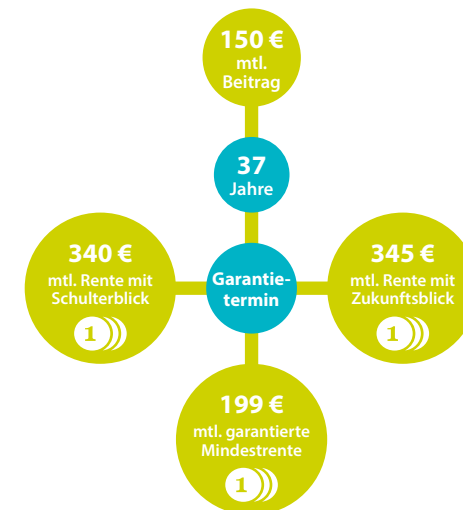 150 €
mtl.
Beitrag
37
Jahre
340 €
mtl. Rente mit
Schulterblick
1
Garantie-
termin
345 €
mtl. Rente mit
Zukunftsblick
1
199 €
mtl. garantierte
Mindestrente
1